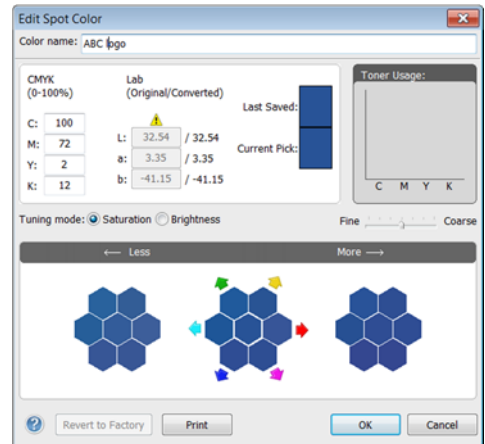 Edit Spot Color
Color name: ABC logo
CMYK
(0-100%)
Lab
(Original/Converted)
C: 100
M: 72
Y: 2
K: 12
L: 32.54 / 32.54
a: 3.35 / 3.35
b: -41.15 / -41.15
Last Saved:
Current Pick:
Toner Usage:
C M Y K
Tuning mode: Saturation Brightness
Fine Coarse
← Less More →
? Revert to Factory Print OK Cancel